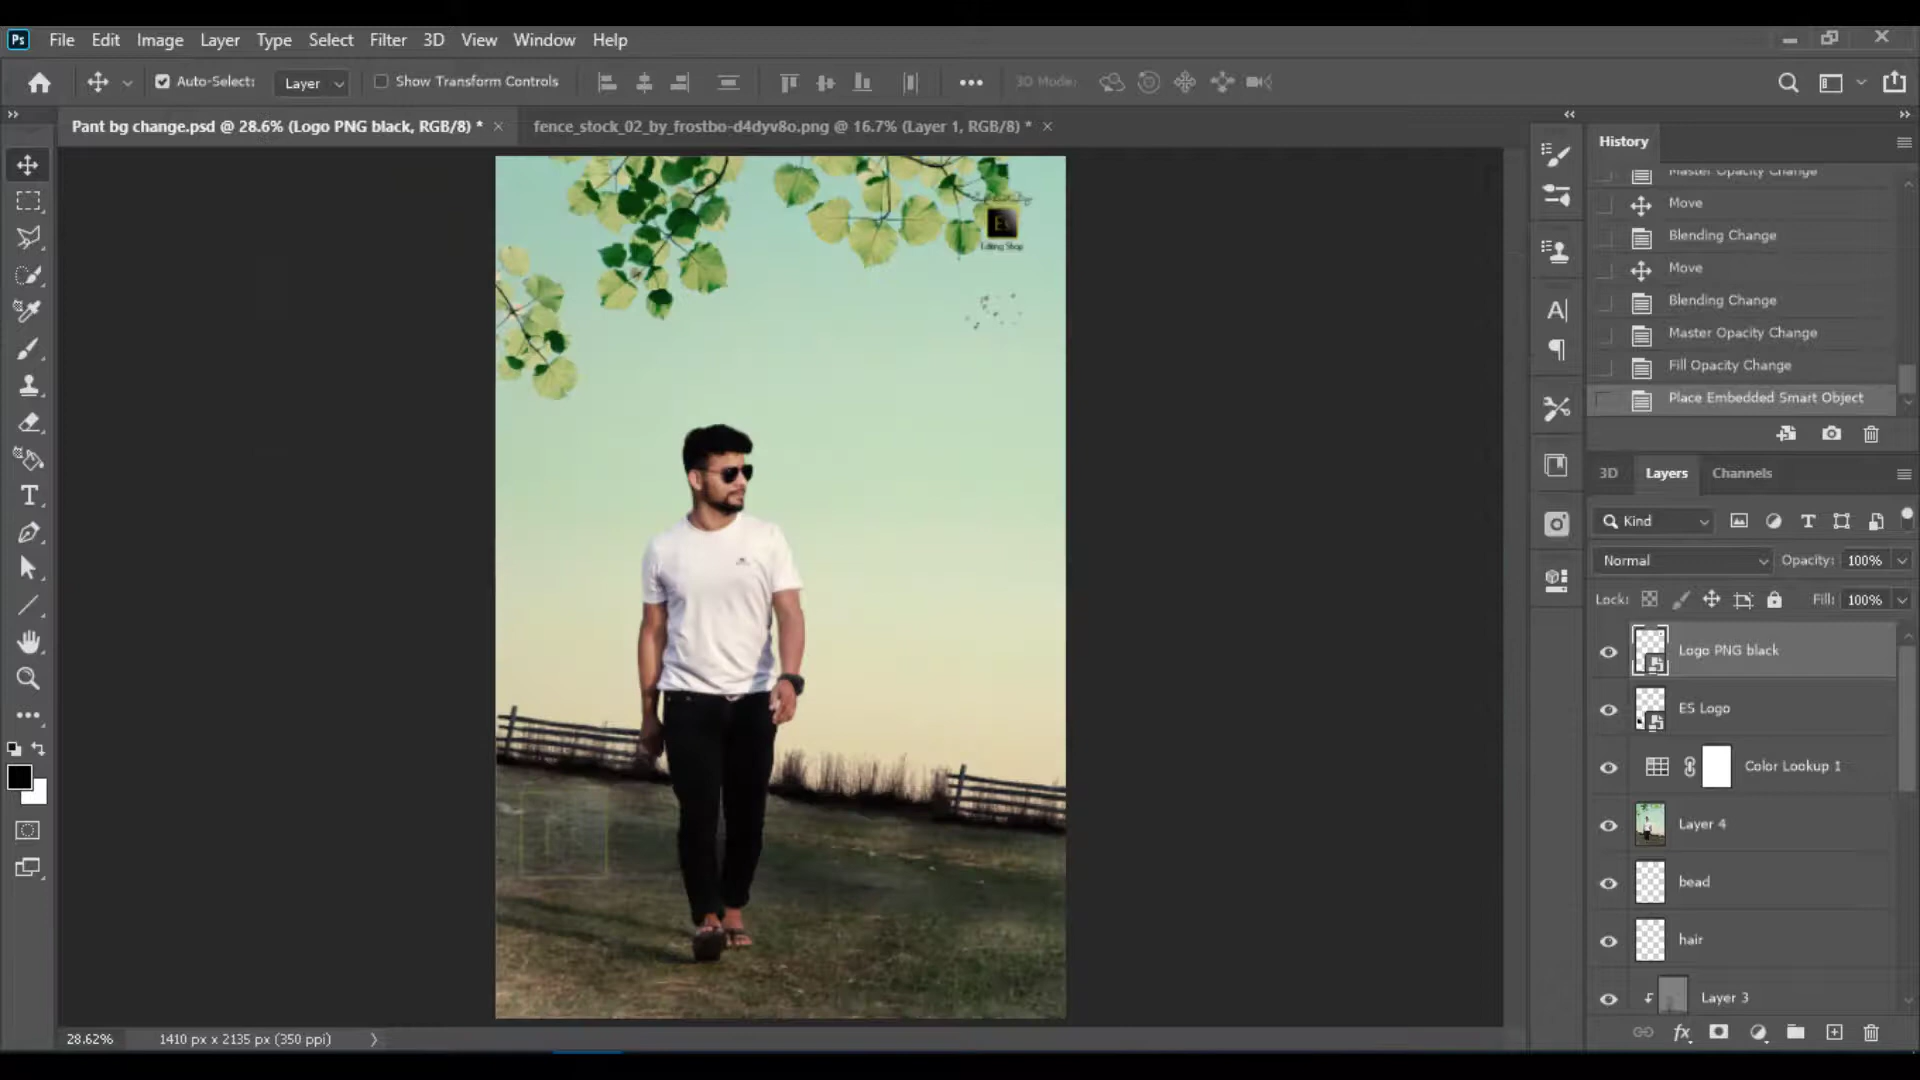 Ps File Edit Image Layer Type Select Filter 3D View Window Help
Auto-Select: Layer Show Transform Controls 3D Mode:
Pant bg change.psd @ 28.6% (Logo PNG black, RGB/8) * fence_stock_02_by_frostbo-d4dyv8o.png @ 16.7% (Layer 1, RGB/8) *
Es
Editing Shop
History
Master Opacity Change
Move
Blending Change
Move
Blending Change
Master Opacity Change
Fill Opacity Change
Place Embedded Smart Object
3D Layers Channels
Kind
Normal Opacity: 100%
Lock: Fill: 100%
Logo PNG black
ES Logo
Color Lookup 1
Layer 4
bead
hair
Layer 3
28.62% 1410 px x 2135 px (350 ppi)